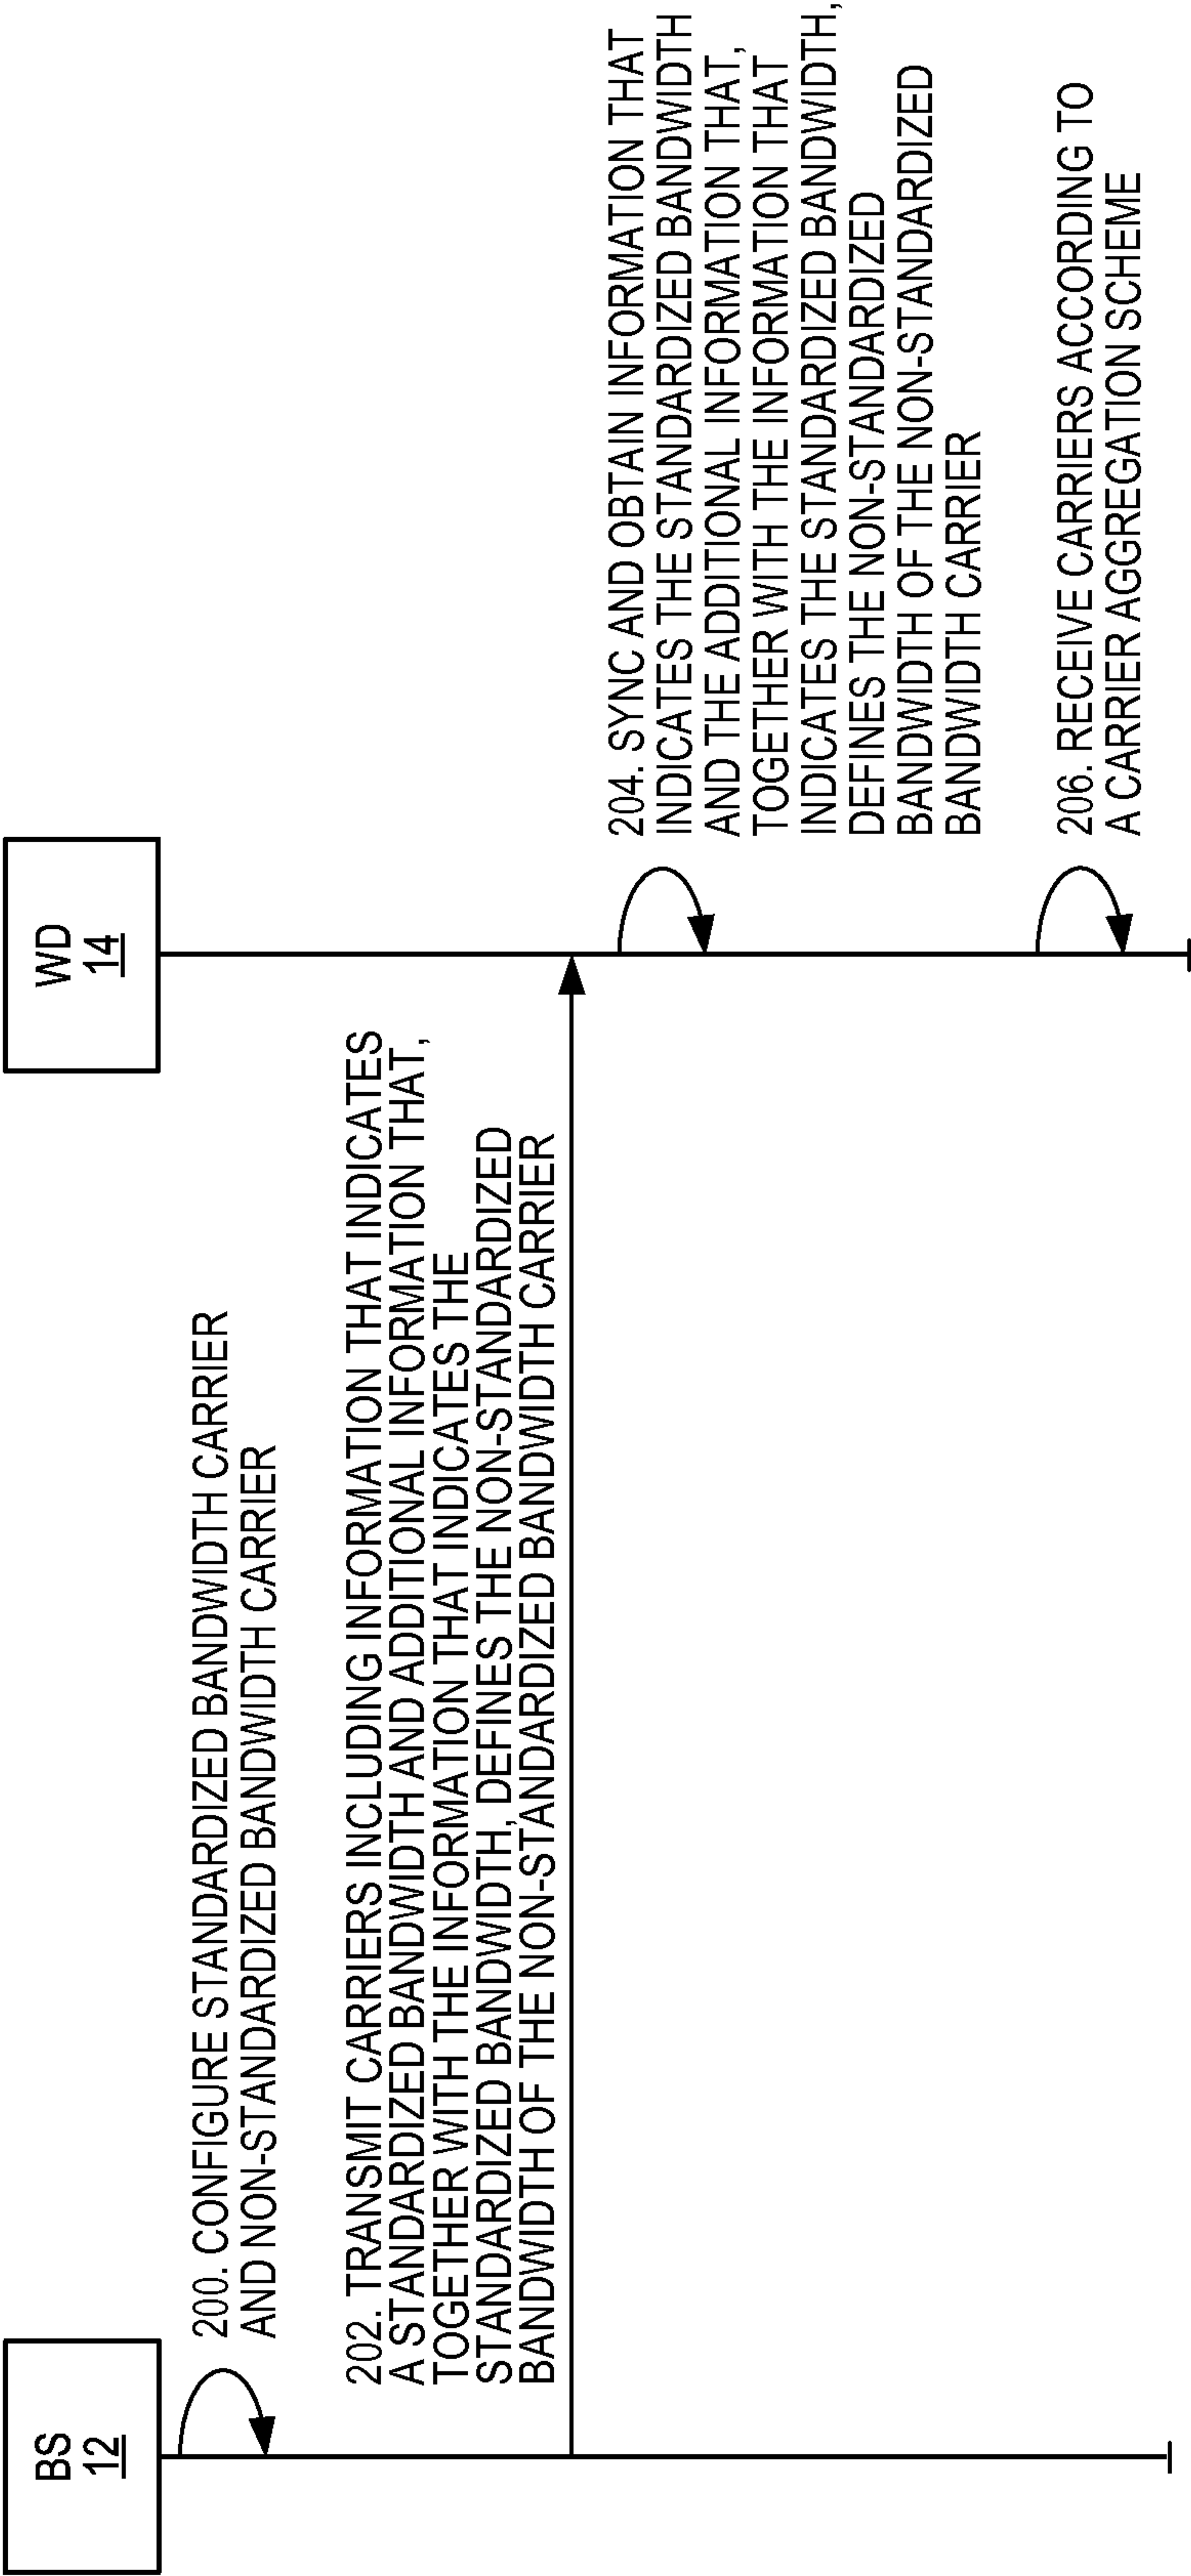 BS
12
WD
14
200. CONFIGURE STANDARDIZED BANDWIDTH CARRIER
AND NON-STANDARDIZED BANDWIDTH CARRIER
202. TRANSMIT CARRIERS INCLUDING INFORMATION THAT INDICATES
A STANDARDIZED BANDWIDTH AND ADDITIONAL INFORMATION THAT,
TOGETHER WITH THE INFORMATION THAT INDICATES THE
STANDARDIZED BANDWIDTH, DEFINES THE NON-STANDARDIZED
BANDWIDTH OF THE NON-STANDARDIZED BANDWIDTH CARRIER
204. SYNC AND OBTAIN INFORMATION THAT
INDICATES THE STANDARDIZED BANDWIDTH
AND THE ADDITIONAL INFORMATION THAT,
TOGETHER WITH THE INFORMATION THAT
INDICATES THE STANDARDIZED BANDWIDTH,
DEFINES THE NON-STANDARDIZED
BANDWIDTH OF THE NON-STANDARDIZED
BANDWIDTH CARRIER
206. RECEIVE CARRIERS ACCORDING TO
A CARRIER AGGREGATION SCHEME